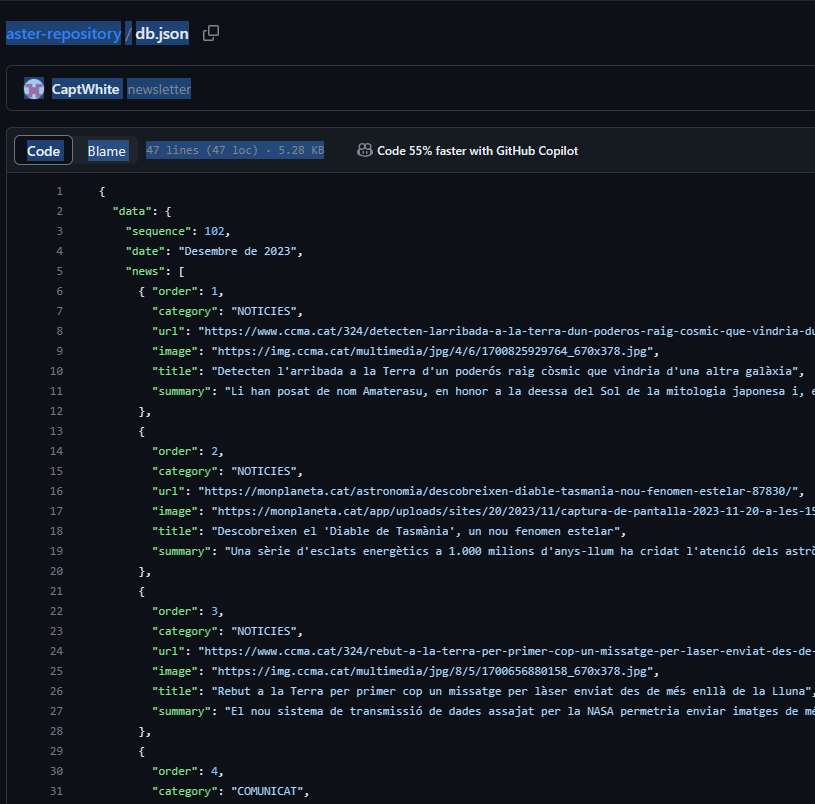 aster-repository / db.json
CaptWhite newsletter
Code Blame 47 lines (47 loc) · 5.28 KB Code 55% faster with GitHub Copilot
1 {
2 "data": {
3 "sequence": 102,
4 "date": "Desembre de 2023",
5 "news": [
6 { "order": 1,
7 "category": "NOTICIES",
8 "url": "https://www.ccma.cat/324/detecten-larribada-a-la-terra-dun-poderos-raig-cosmic-que-vindria-du
9 "image": "https://img.ccma.cat/multimedia/jpg/4/6/1700825929764_670x378.jpg",
10 "title": "Detecten l'arribada a la Terra d'un poderós raig còsmic que vindria d'una altra galàxia",
11 "summary": "Li han posat de nom Amaterasu, en honor a la deessa del Sol de la mitologia japonesa i, e
12 },
13 {
14 "order": 2,
15 "category": "NOTICIES",
16 "url": "https://monplaneta.cat/astronomia/descobreixen-diable-tasmania-nou-fenomen-estelar-87830/",
17 "image": "https://monplaneta.cat/app/uploads/sites/20/2023/11/captura-de-pantalla-2023-11-20-a-les-15
18 "title": "Descobreixen el 'Diable de Tasmània', un nou fenomen estelar",
19 "summary": "Una sèrie d'esclats energètics a 1.000 milions d'anys-llum ha cridat l'atenció dels astrò
20 },
21 {
22 "order": 3,
23 "category": "NOTICIES",
24 "url": "https://www.ccma.cat/324/rebut-a-la-terra-per-primer-cop-un-missatge-per-laser-enviat-des-de-
25 "image": "https://img.ccma.cat/multimedia/jpg/8/5/1700656880158_670x378.jpg",
26 "title": "Rebut a la Terra per primer cop un missatge per làser enviat des de més enllà de la Lluna",
27 "summary": "El nou sistema de transmissió de dades assajat per la NASA permetria enviar imatges de mé
28 },
29 {
30 "order": 4,
31 "category": "COMUNICAT",